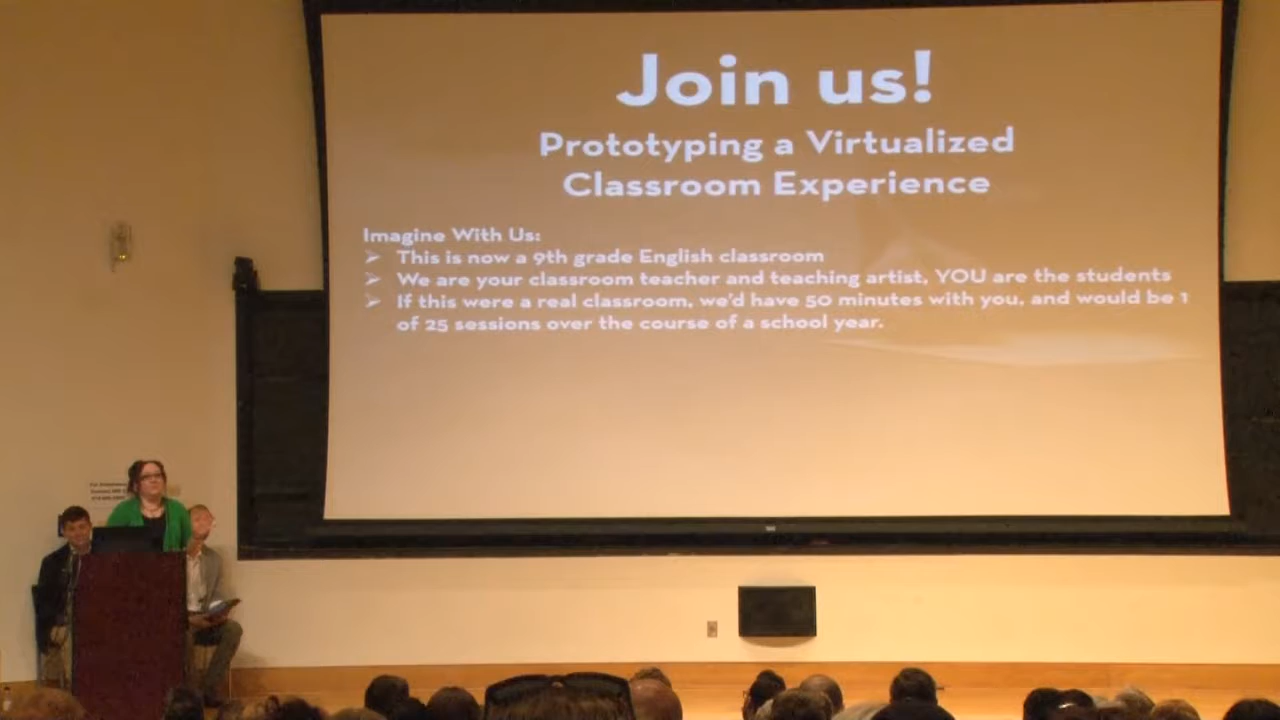 Join us!
Prototyping a Virtualized
Classroom Experience
Imagine With Us:
➢ This is now a 9th grade English classroom
➢ We are your classroom teacher and teaching artist, YOU are the students
➢ If this were a real classroom, we'd have 50 minutes with you, and would be 1
of 25 sessions over the course of a school year.